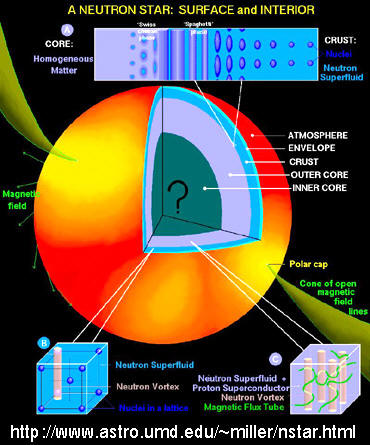 A NEUTRON STAR: SURFACE and INTERIOR
'Swiss cheese' phase
'Spaghetti' phase
A
CORE:
Homogeneous
Matter
CRUST:
Nuclei
Neutron
Superfluid
ATMOSPHERE
ENVELOPE
CRUST
OUTER CORE
INNER CORE
?
Magnetic
field
Polar cap
Cone of open
magnetic
field
lines
B
Neutron Superfluid
Neutron Vortex
Nuclei in a lattice
C
Neutron Superfluid +
Proton Superconductor
Neutron Vortex
Magnetic Flux Tube
http://www.astro.umd.edu/~miller/nstar.html